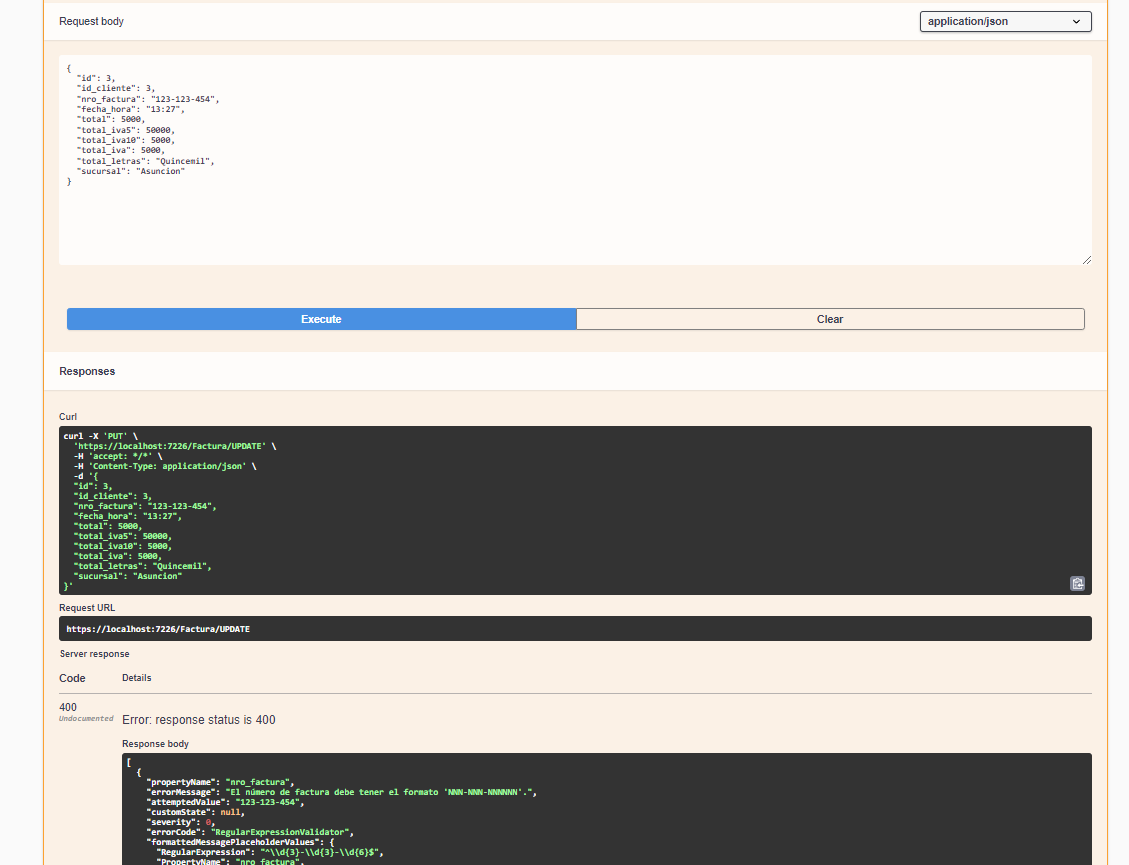 Request body
application/json
{
"id": 3,
"id_cliente": 3,
"nro_factura": "123-123-454",
"fecha_hora": "13:27",
"total": 5000,
"total_iva5": 50000,
"total_iva10": 5000,
"total_iva": 5000,
"total_letras": "Quincemil",
"sucursal": "Asuncion"
}
Execute
Clear
Responses
Curl
curl -X 'PUT' \
'https://localhost:7226/Factura/UPDATE' \
-H 'accept: */*' \
-H 'Content-Type: application/json' \
-d '{
"id": 3,
"id_cliente": 3,
"nro_factura": "123-123-454",
"fecha_hora": "13:27",
"total": 5000,
"total_iva5": 50000,
"total_iva10": 5000,
"total_iva": 5000,
"total_letras": "Quincemil",
"sucursal": "Asuncion"
}'
Request URL
https://localhost:7226/Factura/UPDATE
Server response
Code
Details
400
Undocumented
Error: response status is 400
Response body
[
{
"propertyName": "nro_factura",
"errorMessage": "El número de factura debe tener el formato 'NNN-NNN-NNNNNN'.",
"attemptedValue": "123-123-454",
"customState": null,
"severity": 0,
"errorCode": "RegularExpressionValidator",
"formattedMessagePlaceholderValues": {
"RegularExpression": "^\\d{3}-\\d{3}-\\d{6}$",
"PropertyName": "nro factura",